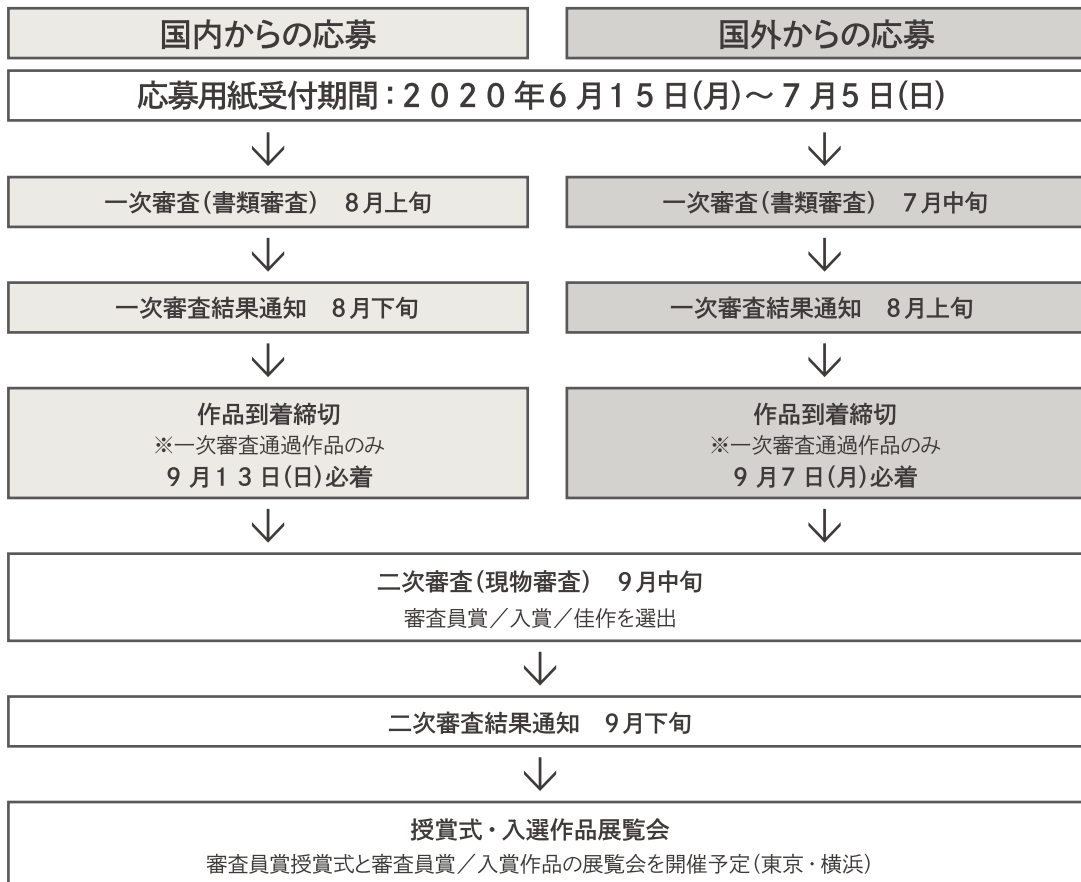 国内からの応募
国外からの応募
応募用紙受付期間：２０２０年６月１５日(月)～７月５日(日)
一次審査(書類審査)　８月上旬
一次審査(書類審査)　７月中旬
一次審査結果通知　８月下旬
一次審査結果通知　８月上旬
作品到着締切
※一次審査通過作品のみ
９月１３日(日)必着
作品到着締切
※一次審査通過作品のみ
９月７日(月)必着
二次審査(現物審査)　９月中旬
審査員賞／入賞／佳作を選出
二次審査結果通知　９月下旬
授賞式・入選作品展覧会
審査員賞授賞式と審査員賞／入賞作品の展覧会を開催予定(東京・横浜)